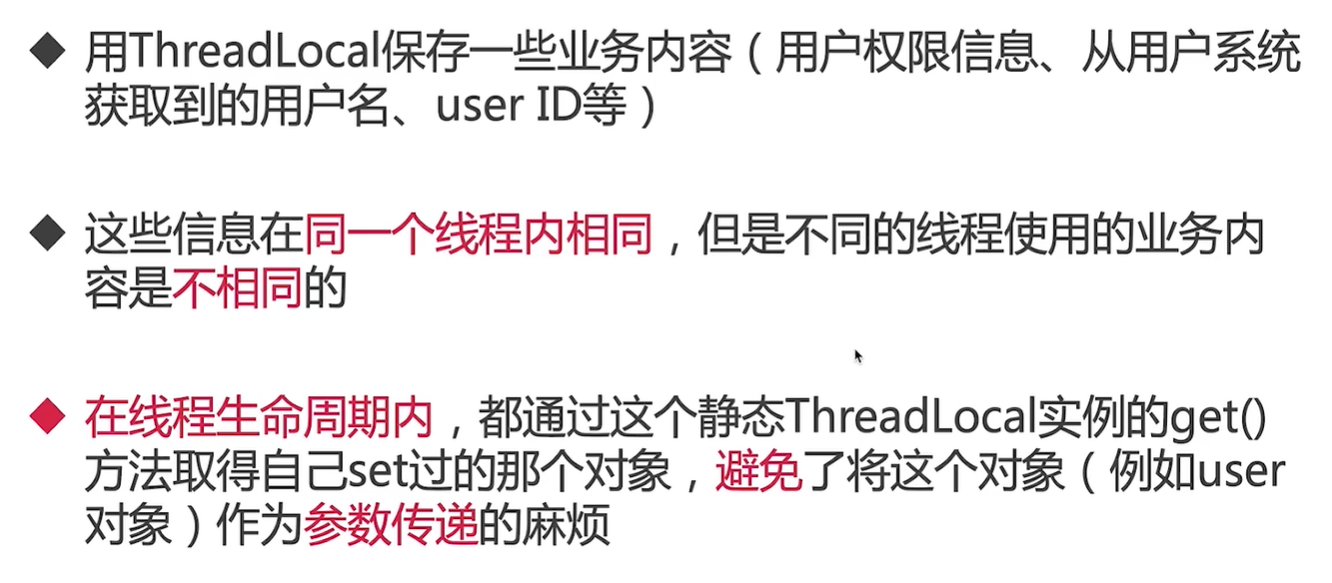 ◆ 用ThreadLocal保存一些业务内容（用户权限信息、从用户系统
获取到的用户名、user ID等）
◆ 这些信息在同一个线程内相同，但是不同的线程使用的业务内
容是不相同的
◆ 在线程生命周期内，都通过这个静态ThreadLocal实例的get()
方法取得自己set过的那个对象，避免了将这个对象（例如user
对象）作为参数传递的麻烦